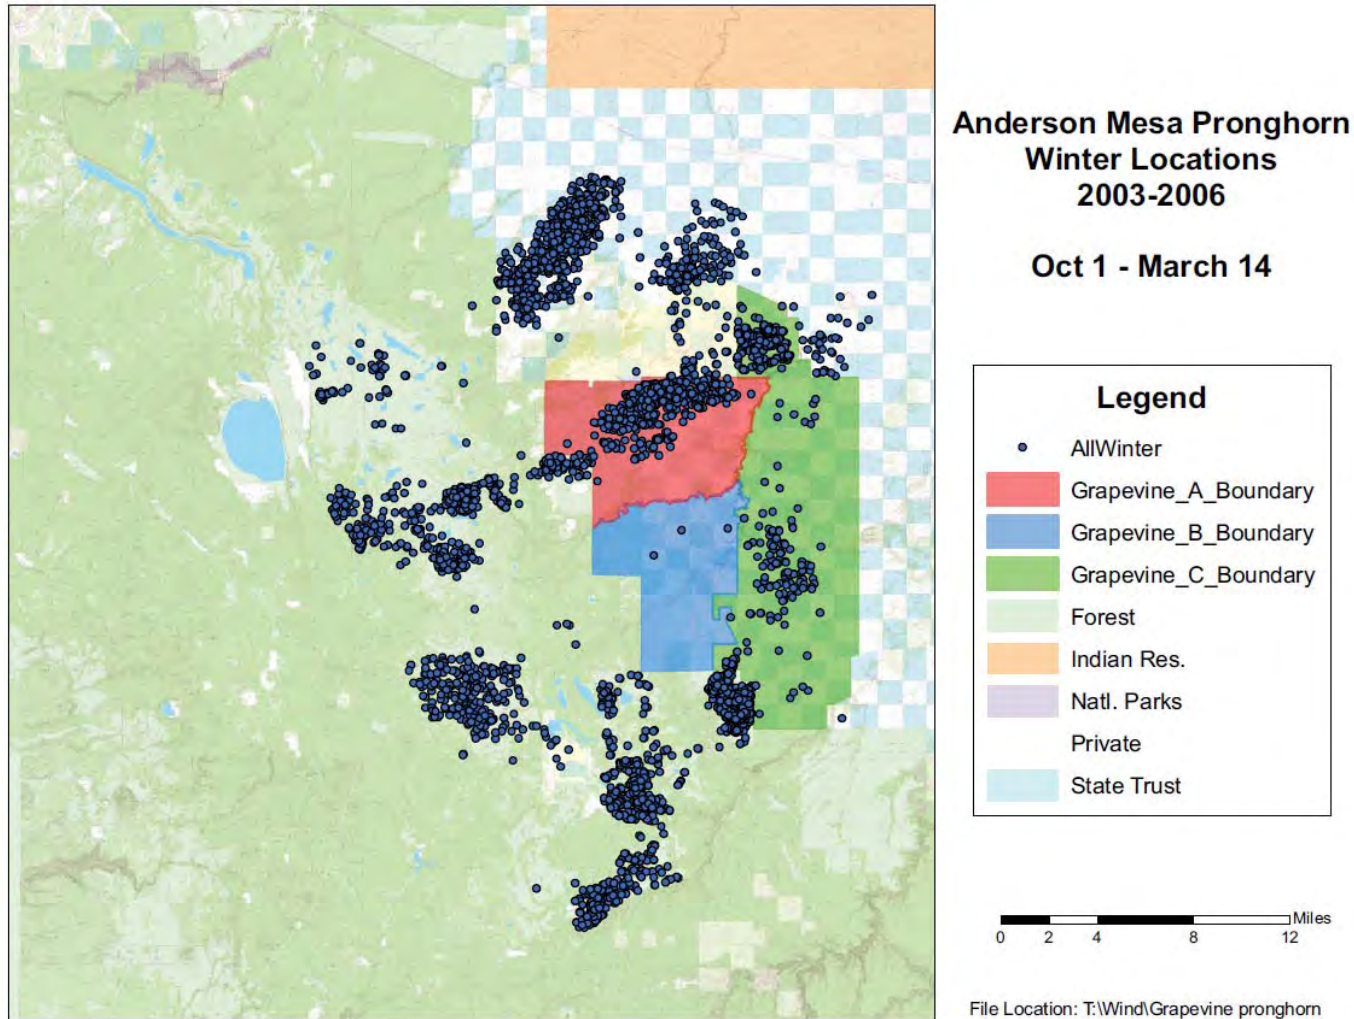 Anderson Mesa Pronghorn
Winter Locations
2003-2006
Oct 1 - March 14
Legend
AllWinter
Grapevine_A_Boundary
Grapevine_B_Boundary
Grapevine_C_Boundary
Forest
Indian Res.
Natl. Parks
Private
State Trust
Miles
0 2 4 8 12
File Location: T:\Wind\Grapevine pronghorn